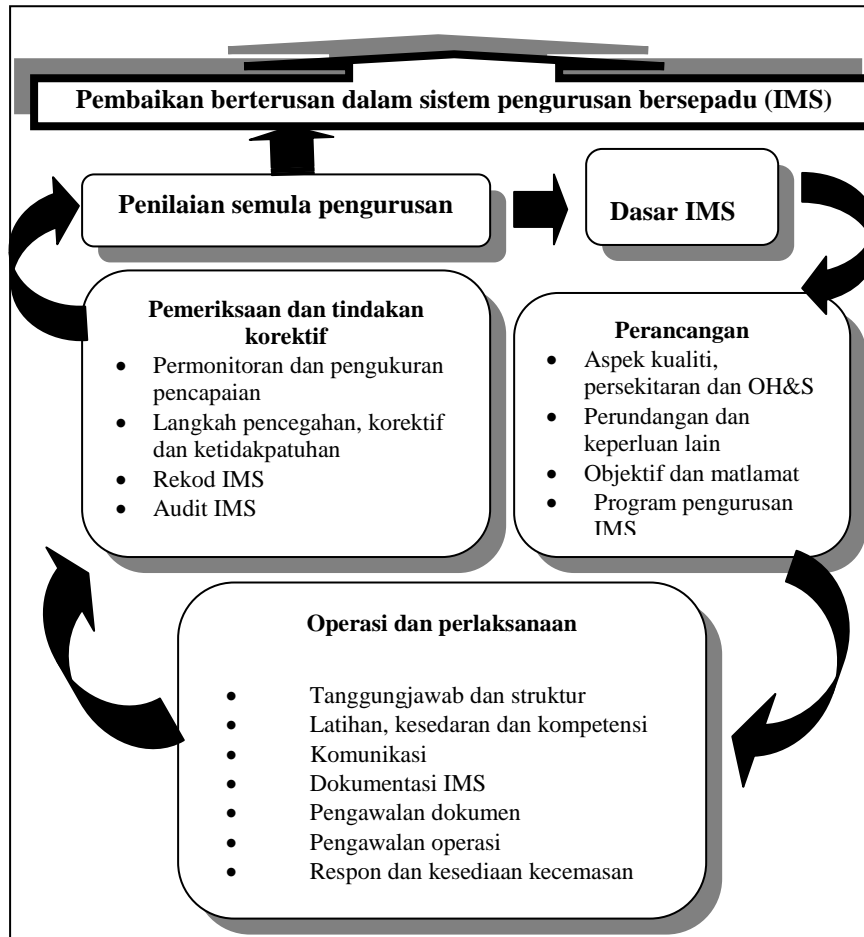 Pembaikan berterusan dalam sistem pengurusan bersepadu (IMS)
Penilaian semula pengurusan
Dasar IMS
Pemeriksaan dan tindakan
korektif
• Permonitoran dan pengukuran
pencapaian
• Langkah pencegahan, korektif
dan ketidakpatuhan
• Rekod IMS
• Audit IMS
Perancangan
• Aspek kualiti,
persekitaran dan OH&S
• Perundangan dan
keperluan lain
• Objektif dan matlamat
• Program pengurusan
IMS
Operasi dan perlaksanaan
• Tanggungjawab dan struktur
• Latihan, kesedaran dan kompetensi
• Komunikasi
• Dokumentasi IMS
• Pengawalan dokumen
• Pengawalan operasi
• Respon dan kesediaan kecemasan